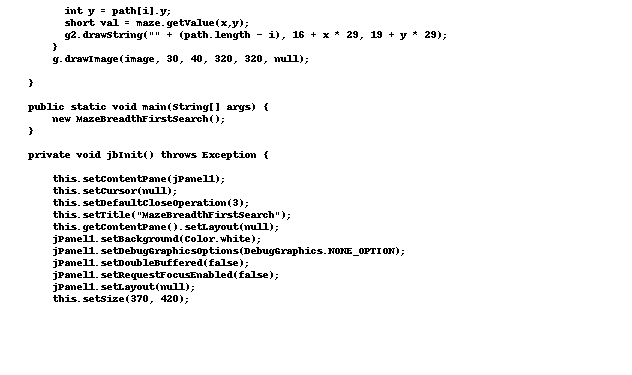 int y = path[i].y;
short val = maze.getValue(x,y);
g2.drawString("" + (path.length - i), 16 + x * 29, 19 + y * 29);
}
g.drawImage(image, 30, 40, 320, 320, null);
}
public static void main(String[] args) {
new MazeBreadthFirstSearch();
}
private void jbInit() throws Exception {
this.setContentPane(jPanel1);
this.setCursor(null);
this.setDefaultCloseOperation(3);
this.setTitle("MazeBreadthFirstSearch");
this.getContentPane().setLayout(null);
jPanel1.setBackground(Color.white);
jPanel1.setDebugGraphicsOptions(DebugGraphics.NONE_OPTION);
jPanel1.setDoubleBuffered(false);
jPanel1.setRequestFocusEnabled(false);
jPanel1.setLayout(null);
this.setSize(370, 420);